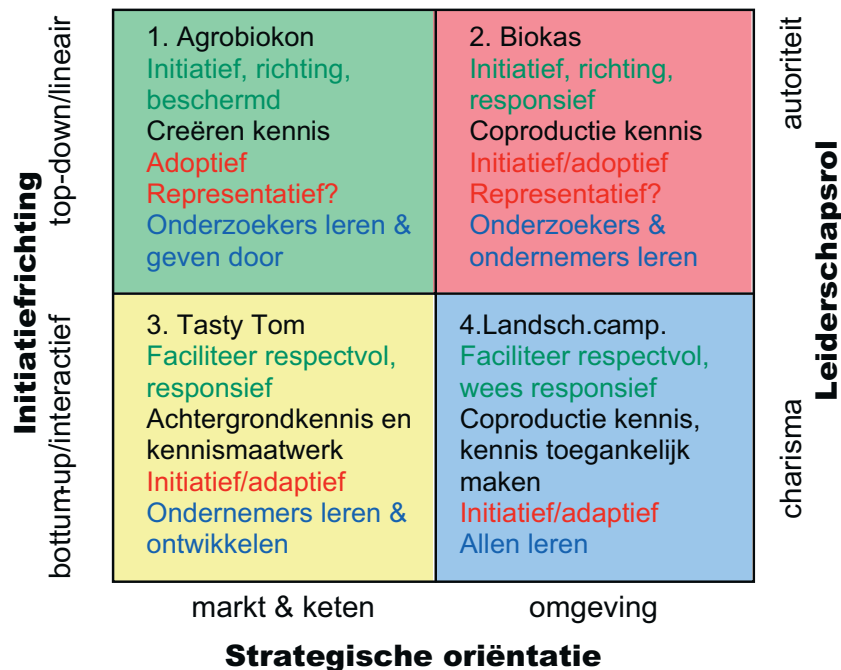 Initiatiefrichting
top-down/lineair
bottum-up/interactief
1. Agrobiokon
Initiatief, richting,
beschermd
Creëren kennis
Adoptief
Representatief?
Onderzoekers leren &
geven door
2. Biokas
Initiatief, richting,
responsief
Coproductie kennis
Initiatief/adoptief
Representatief?
Onderzoekers &
ondernemers leren
3. Tasty Tom
Faciliteer respectvol,
responsief
Achtergrondkennis en
kennismaatwerk
Initiatief/adaptief
Ondernemers leren &
ontwikkelen
4.Landsch.camp.
Faciliteer respectvol,
wees responsief
Coproductie kennis,
kennis toegankelijk
maken
Initiatief/adaptief
Allen leren
autoriteit
charisma
Leiderschapsrol
markt & keten
omgeving
Strategische oriëntatie